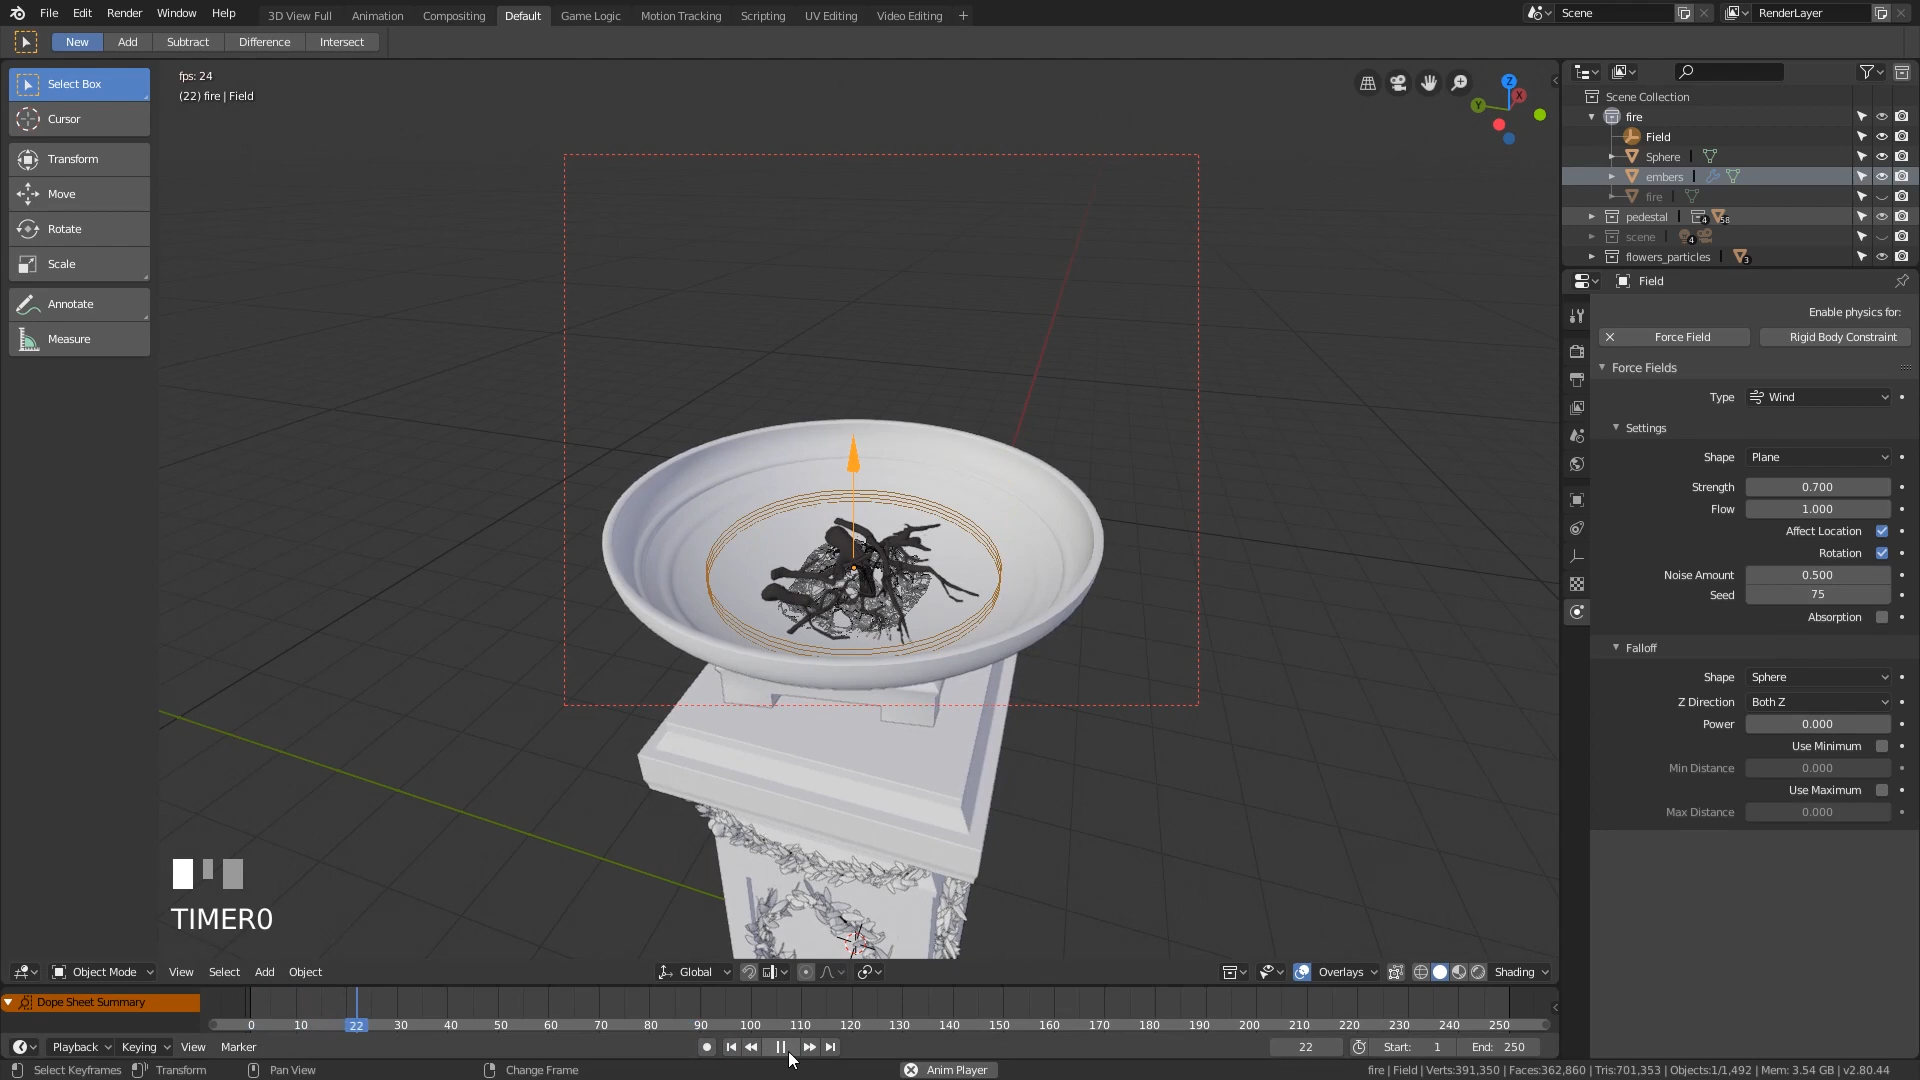 File Edit Render Window Help 3D View Full Animation Compositing Default Game Logic Motion Tracking Scripting UV Editing Video Editing + Scene RenderLayer
New Add Subtract Difference Intersect
Select Box
Cursor
Transform
Move
Rotate
Scale
Annotate
Measure
fps: 24
(22) fire | Field
Z
X
Y
TIMER0
Scene Collection
fire
Field
Sphere
embers
fire
pedestal 4 58
scene 4
flowers_particles 3
Field
Enable physics for:
Force Field Rigid Body Constraint
Force Fields
Type Wind
Settings
Shape Plane
Strength 0.700
Flow 1.000
Affect Location
Rotation
Noise Amount 0.500
Seed 75
Absorption
Falloff
Shape Sphere
Z Direction Both Z
Power 0.000
Use Minimum
Min Distance 0.000
Use Maximum
Max Distance 0.000
Object Mode View Select Add Object Global Overlays Shading
Dope Sheet Summary
0 10 22 30 40 50 60 70 80 90 100 110 120 130 140 150 160 170 180 190 200 210 220 230 240 250
Playback Keying View Marker 22 Start: 1 End: 250
Select Keyframes Transform Pan View Change Frame Anim Player fire | Field | Verts:391,350 | Faces:362,860 | Tris:701,353 | Objects:1/1,492 | Mem: 3.54 GB | v2.80.44